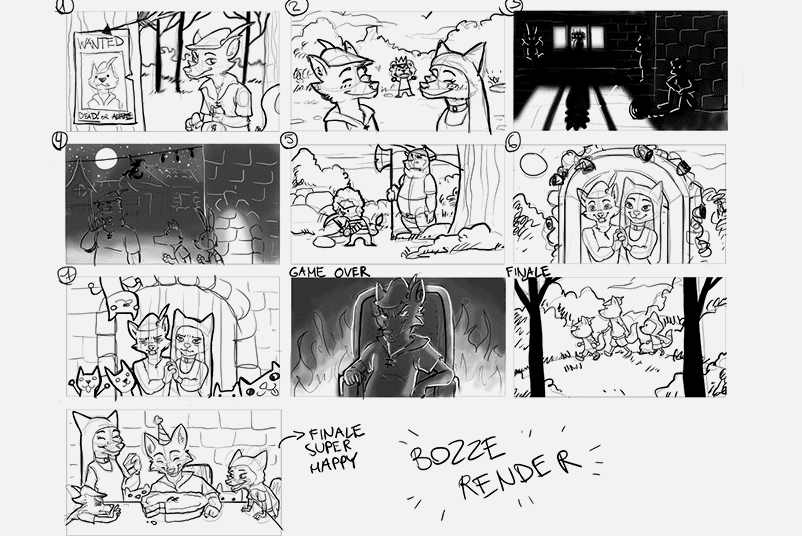 1
2
3
WANTED
DEAD OR ALIVE
4
5
6
7
GAME OVER
FINALE
FINALE
SUPER
HAPPY
BOZZE
RENDER